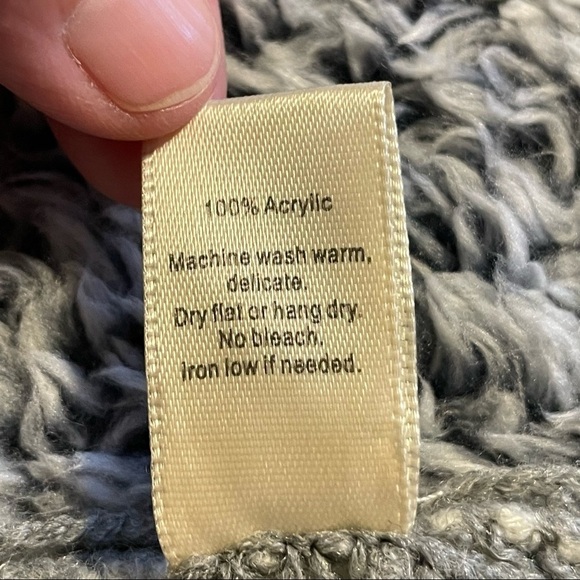 100% Acrylic
Machine wash warm,
delicate.
Dry flat or hang dry.
No bleach.
iron low if needed.